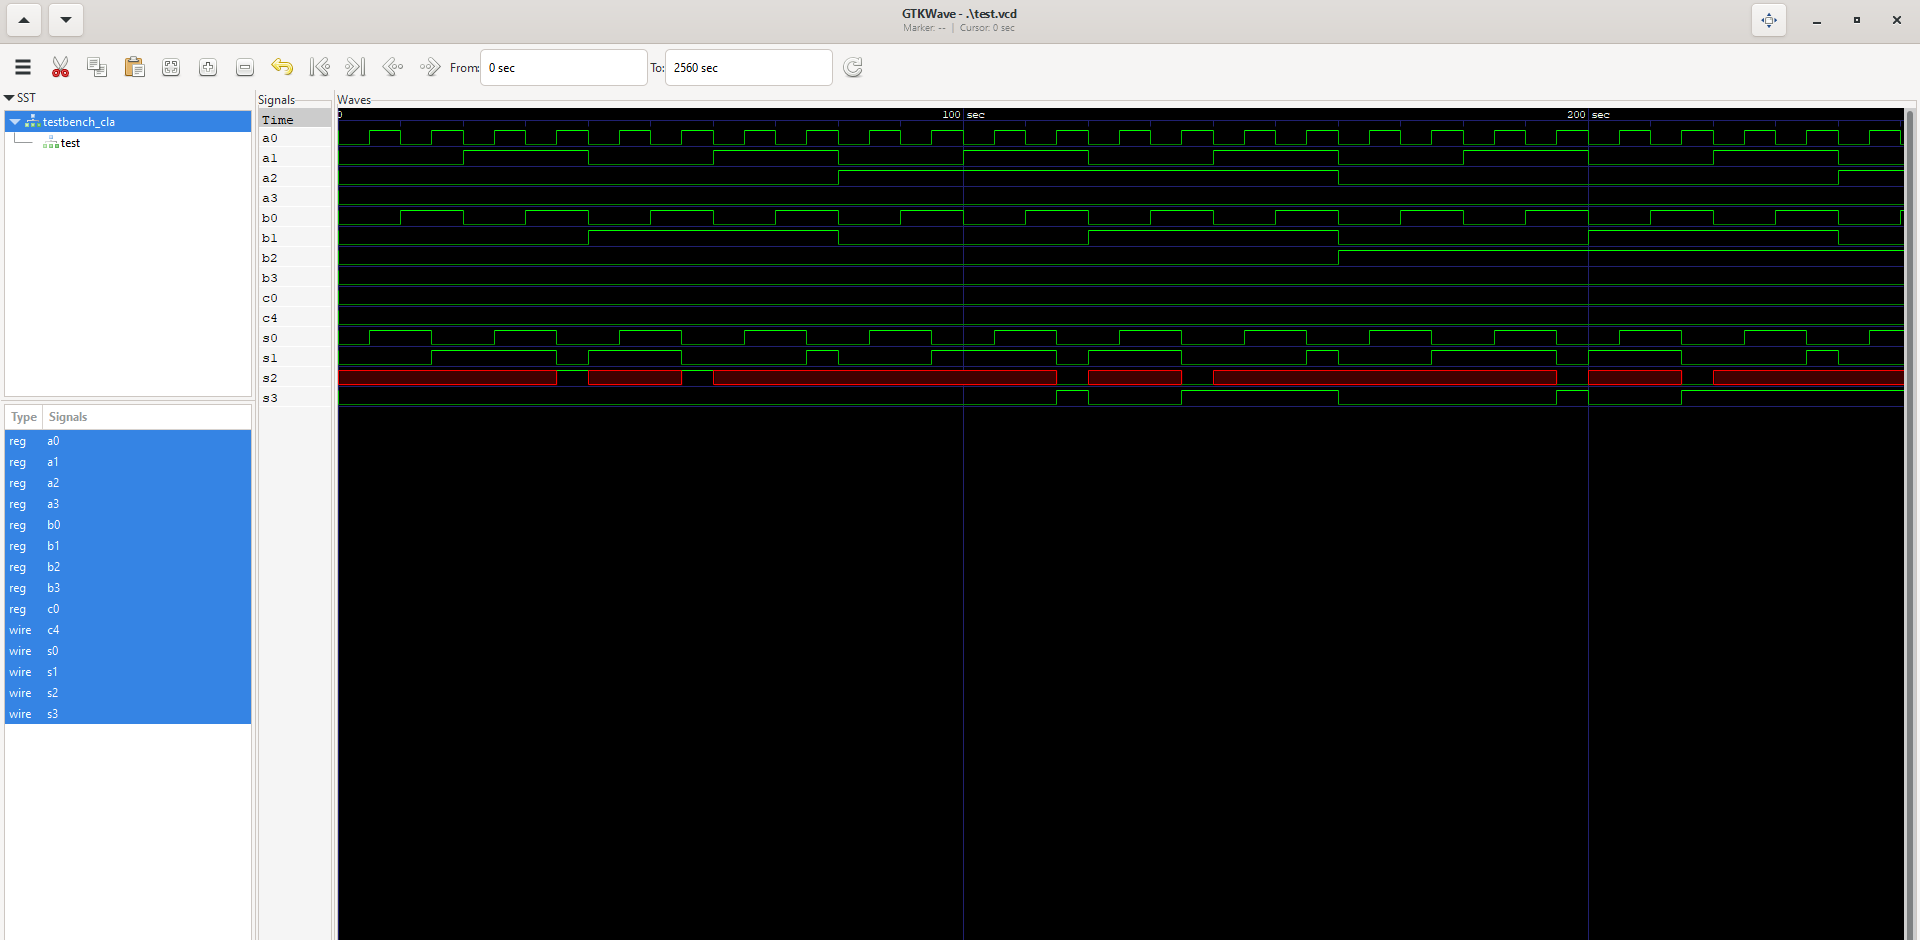 GTKWave - .\test.vcd
Marker: -- | Cursor: 0 sec
From: 0 sec To: 2560 sec
SST
testbench_cla
test
Type Signals
reg a0
reg a1
reg a2
reg a3
reg b0
reg b1
reg b2
reg b3
reg c0
wire c4
wire s0
wire s1
wire s2
wire s3
Signals
Time
a0
a1
a2
a3
b0
b1
b2
b3
c0
c4
s0
s1
s2
s3
Waves
0 100 sec 200 sec